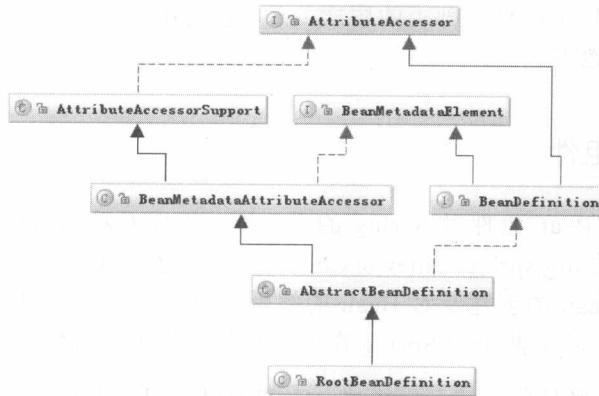 I AttributeAccessor
C AttributeAccessorSupport
I BeanMetadataElement
C BeanMetadataAttributeAccessor
I BeanDefinition
C AbstractBeanDefinition
C RootBeanDefinition